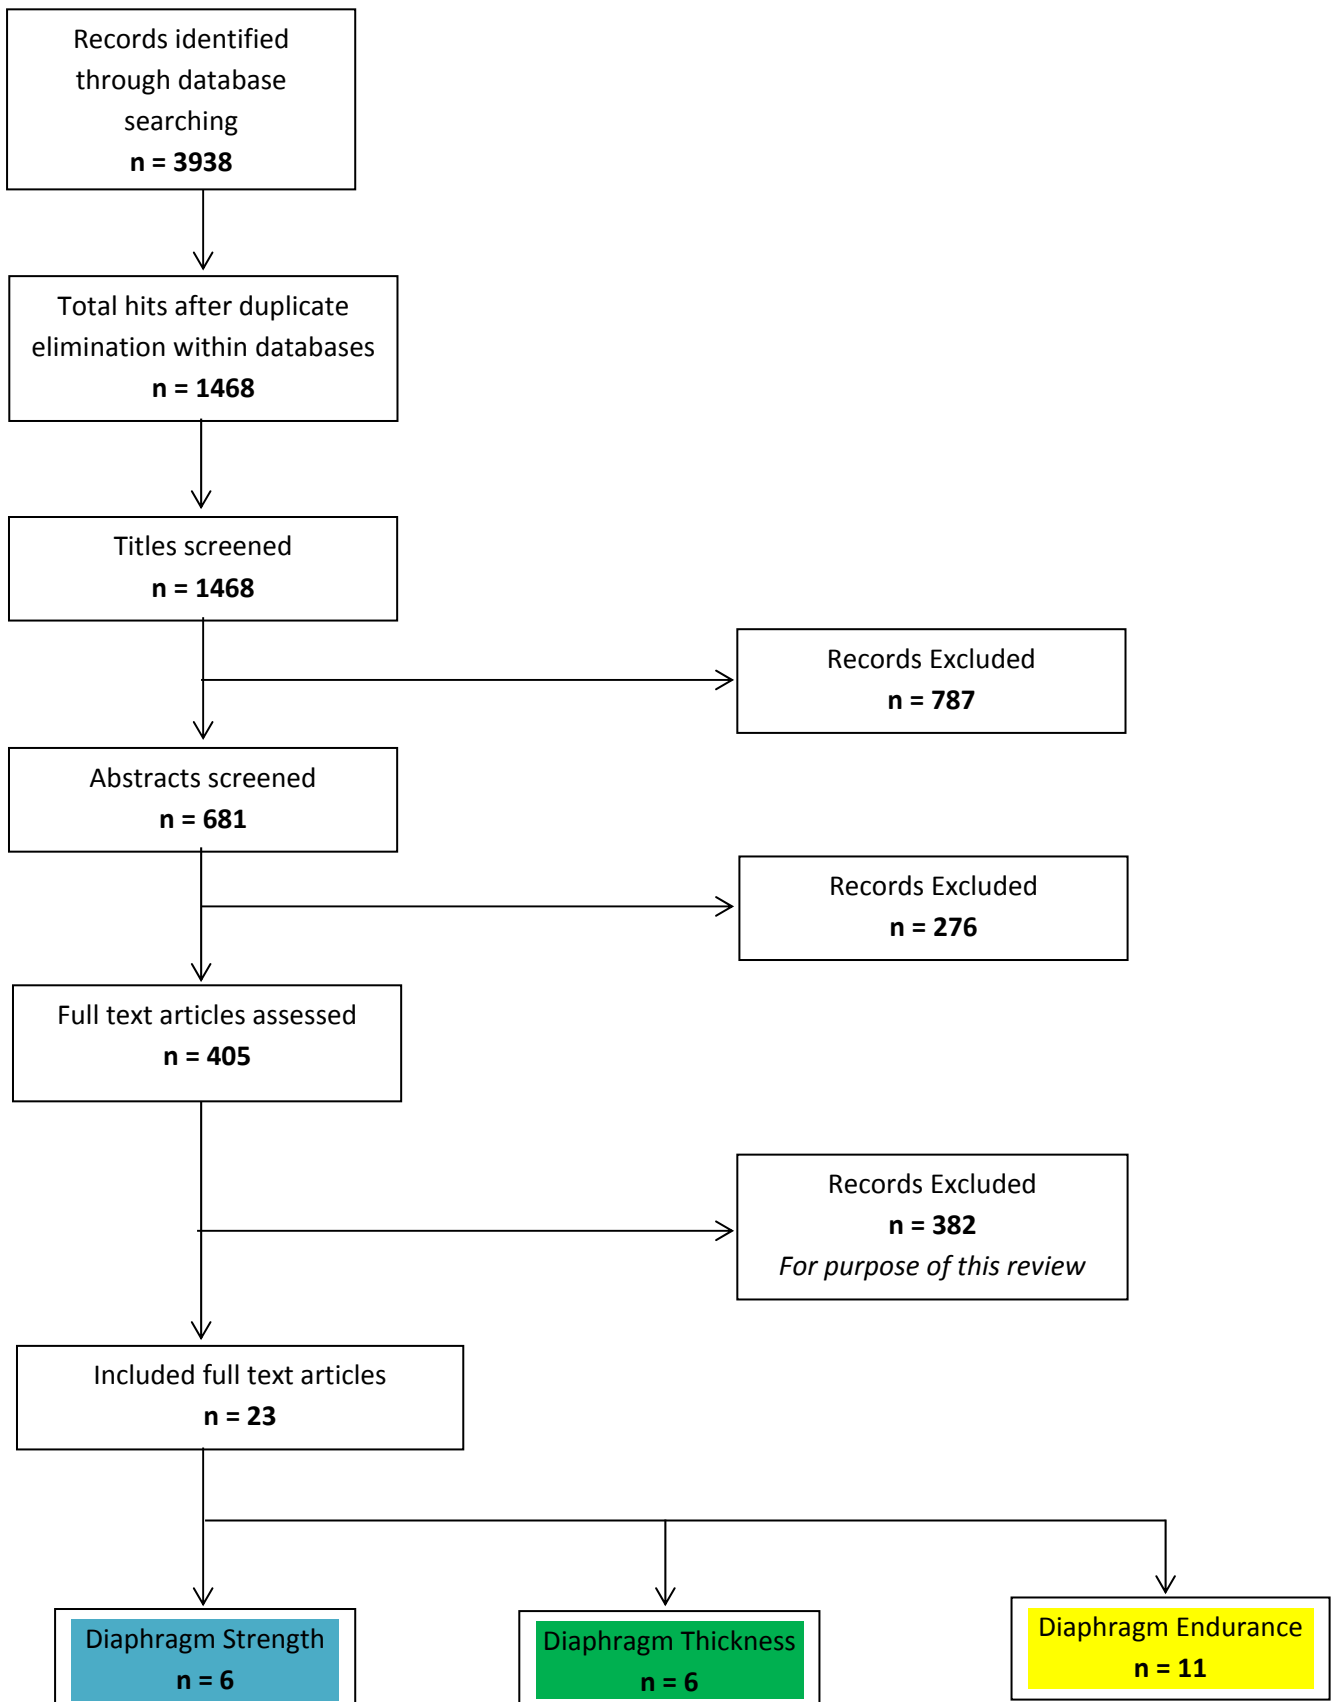 Records identified
through database
searching
n = 3938
Total hits after duplicate
elimination within databases
n = 1468
Titles screened
n = 1468
Records Excluded
n = 787
Abstracts screened
n = 681
Records Excluded
n = 276
Full text articles assessed
n = 405
Records Excluded
n = 382
For purpose of this review
Included full text articles
n = 23
Diaphragm Strength
n = 6
Diaphragm Thickness
n = 6
Diaphragm Endurance
n = 11